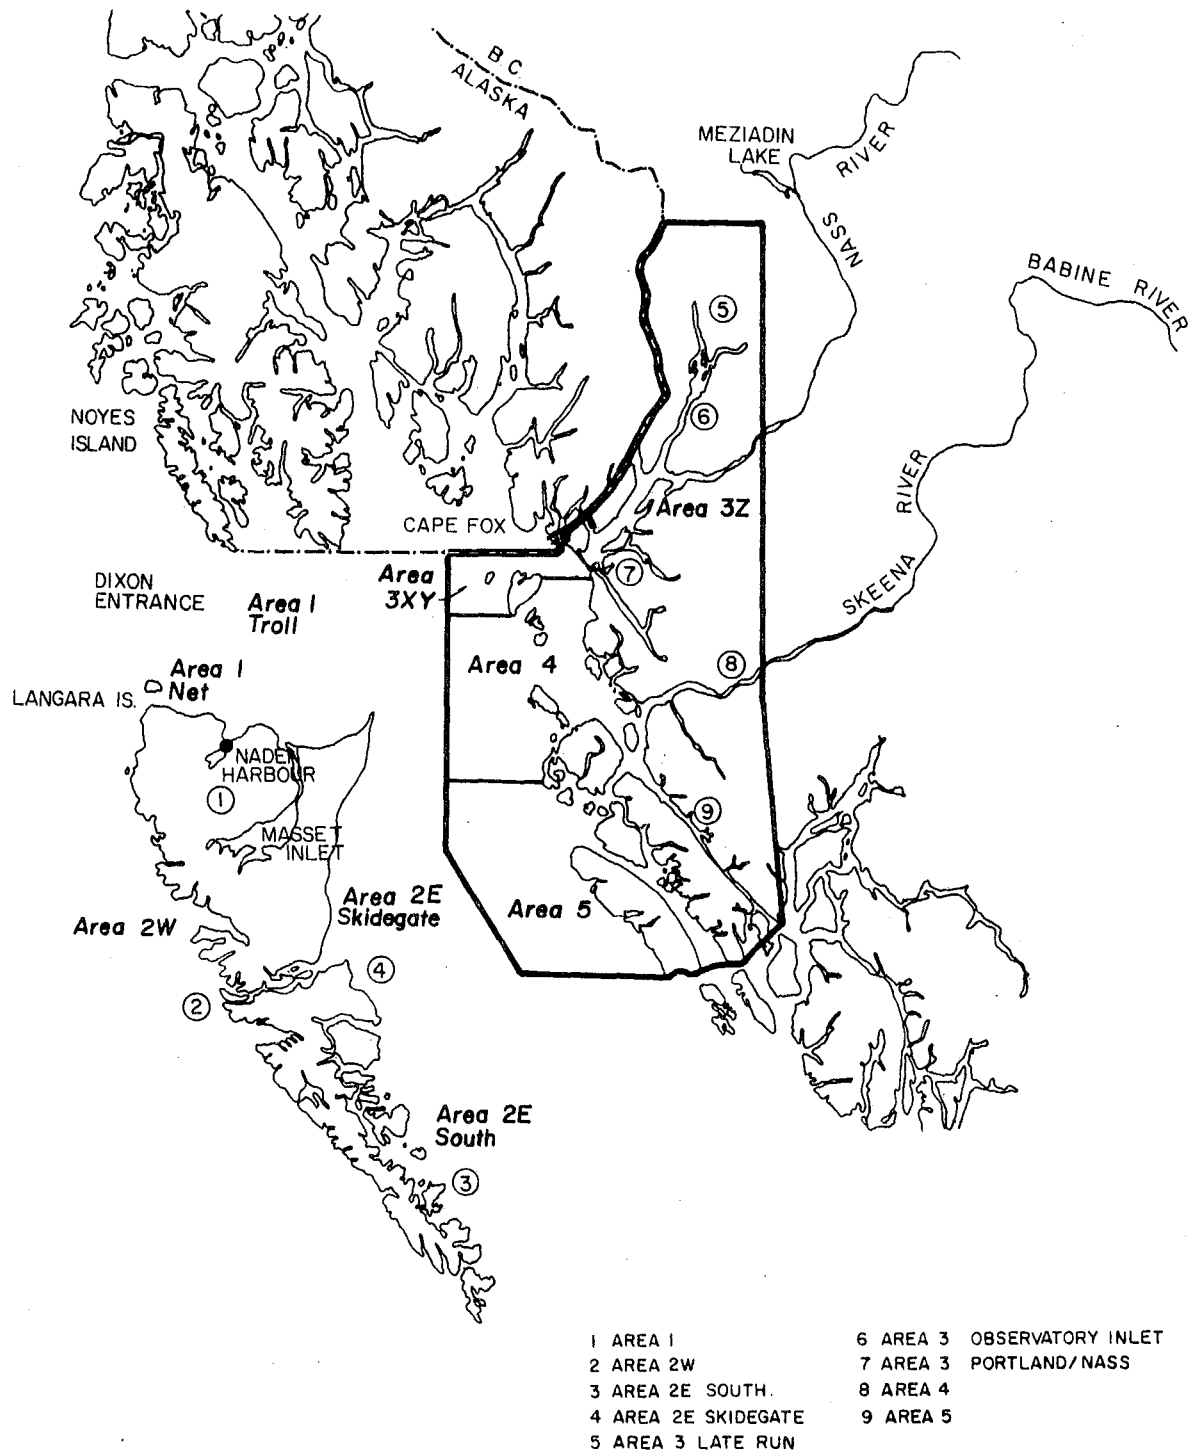 B.C.
ALASKA
MEZIADIN
LAKE
RIVER
NASS
BABINE RIVER
NOYES
ISLAND
5
6
RIVER
SKEENA
CAPE FOX
Area 3Z
DIXON
ENTRANCE
Area 1
Troll
Area
3XY
7
Area 4
8
Area 1
Net
LANGARA IS.
NADEN
HARBOUR
1
MASSET
INLET
9
Area 2E
Skidegate
Area 5
Area 2W
4
2
Area 2E
South
3
1 AREA 1
2 AREA 2W
3 AREA 2E SOUTH.
4 AREA 2E SKIDEGATE
5 AREA 3 LATE RUN
6 AREA 3 OBSERVATORY INLET
7 AREA 3 PORTLAND/NASS
8 AREA 4
9 AREA 5